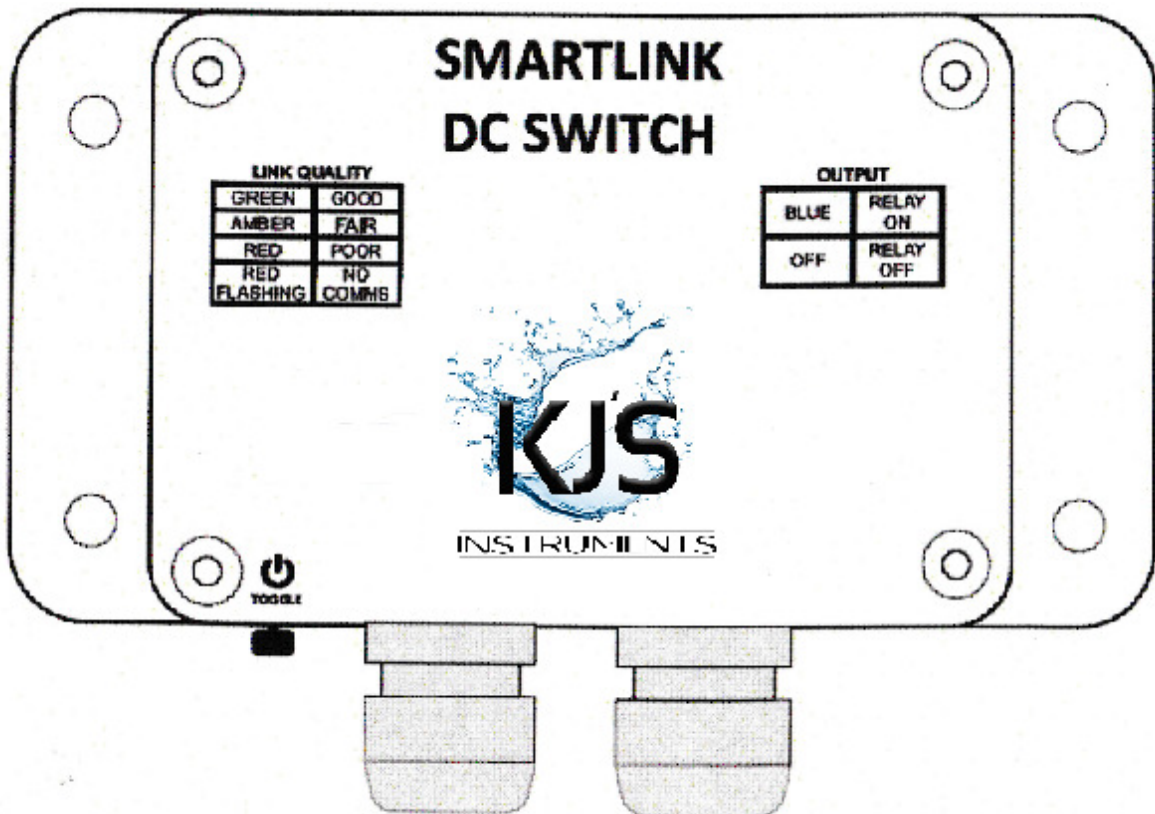 SMARTLINK
DC SWITCH
LINK QUALITY
GREEN GOOD
AMBER FAIR
RED POOR
RED FLASHING NO COMMS
OUTPUT
BLUE RELAY ON
OFF RELAY OFF
KJ'S
INSTRUMENTS
TOGGLE